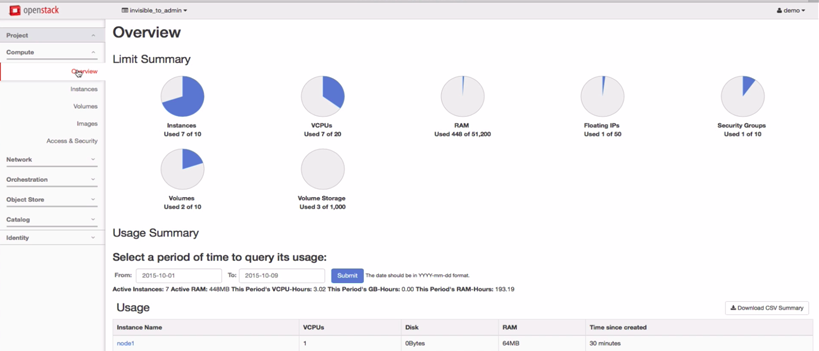 openstack
invisible_to_admin
demo
Project
Compute
Overview
Instances
Volumes
Images
Access & Security
Network
Orchestration
Object Store
Catalog
Identity
Overview
Limit Summary
Instances
Used 7 of 10
VCPUs
Used 7 of 20
RAM
Used 448 of 51,200
Floating IPs
Used 1 of 50
Security Groups
Used 1 of 10
Volumes
Used 2 of 10
Volume Storage
Used 3 of 1,000
Usage Summary
Select a period of time to query its usage:
From: 2015-10-01 To: 2015-10-09 Submit The date should be in YYYY-mm-dd format.
Active Instances: 7 Active RAM: 448MB This Period's VCPU-Hours: 3.02 This Period's GB-Hours: 0.00 This Period's RAM-Hours: 193.19
Usage
Download CSV Summary
Instance Name VCPUs Disk RAM Time since created
node1 1 0Bytes 64MB 30 minutes